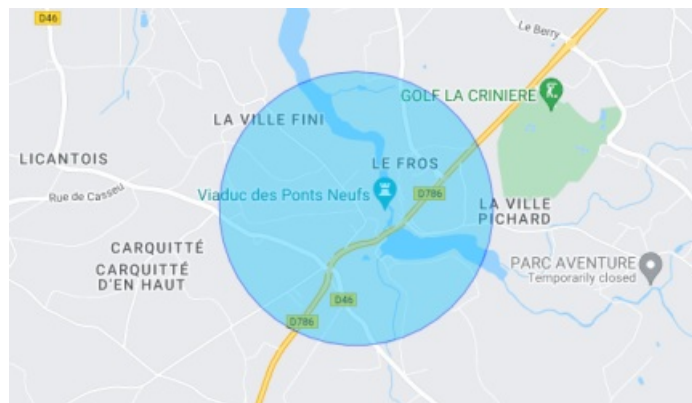 D46
Le Berry
GOLF LA CRINIERE
LA VILLE FINI
LICANTOIS
LE FROS
Rue de Casseu
Viaduc des Ponts Neufs
D786
LA VILLE
PICHARD
CARQUITTÉ
CARQUITTÉ
D'EN HAUT
PARC AVENTURE
Temporarily closed
D46
D786